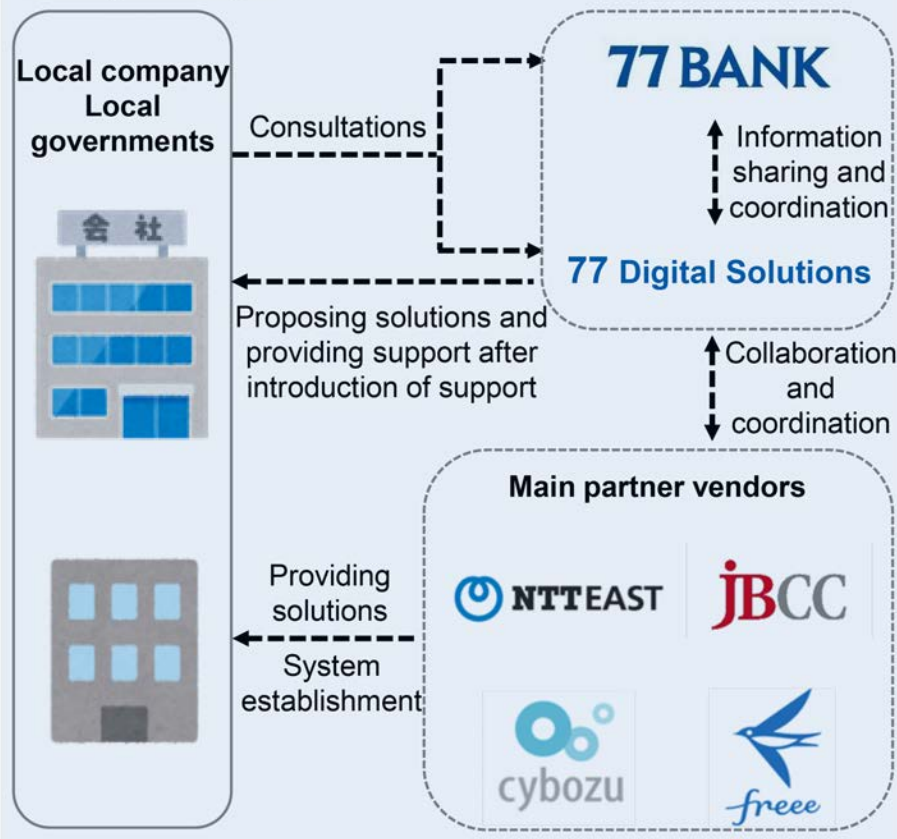 Local company
Local
governments
会社
Consultations
77 BANK
Information
sharing and
coordination
77 Digital Solutions
Proposing solutions and
providing support after
introduction of support
Collaboration
and
coordination
Main partner vendors
NTT EAST
JBCC
cybozu
freee
Providing
solutions
System
establishment